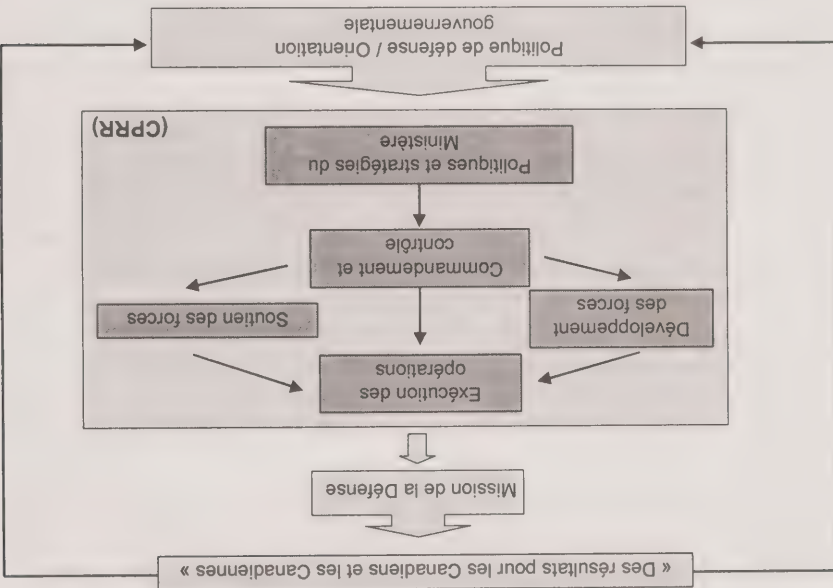 « Des résultats pour les Canadiens et les Canadiennes »
Mission de la Défense
Exécution des
opérations
Développement
des forces
Soutien des forces
Commandement et
contrôle
Politiques et stratégies du
Ministère
(CPRR)
Politique de défense / Orientation
gouvernementale